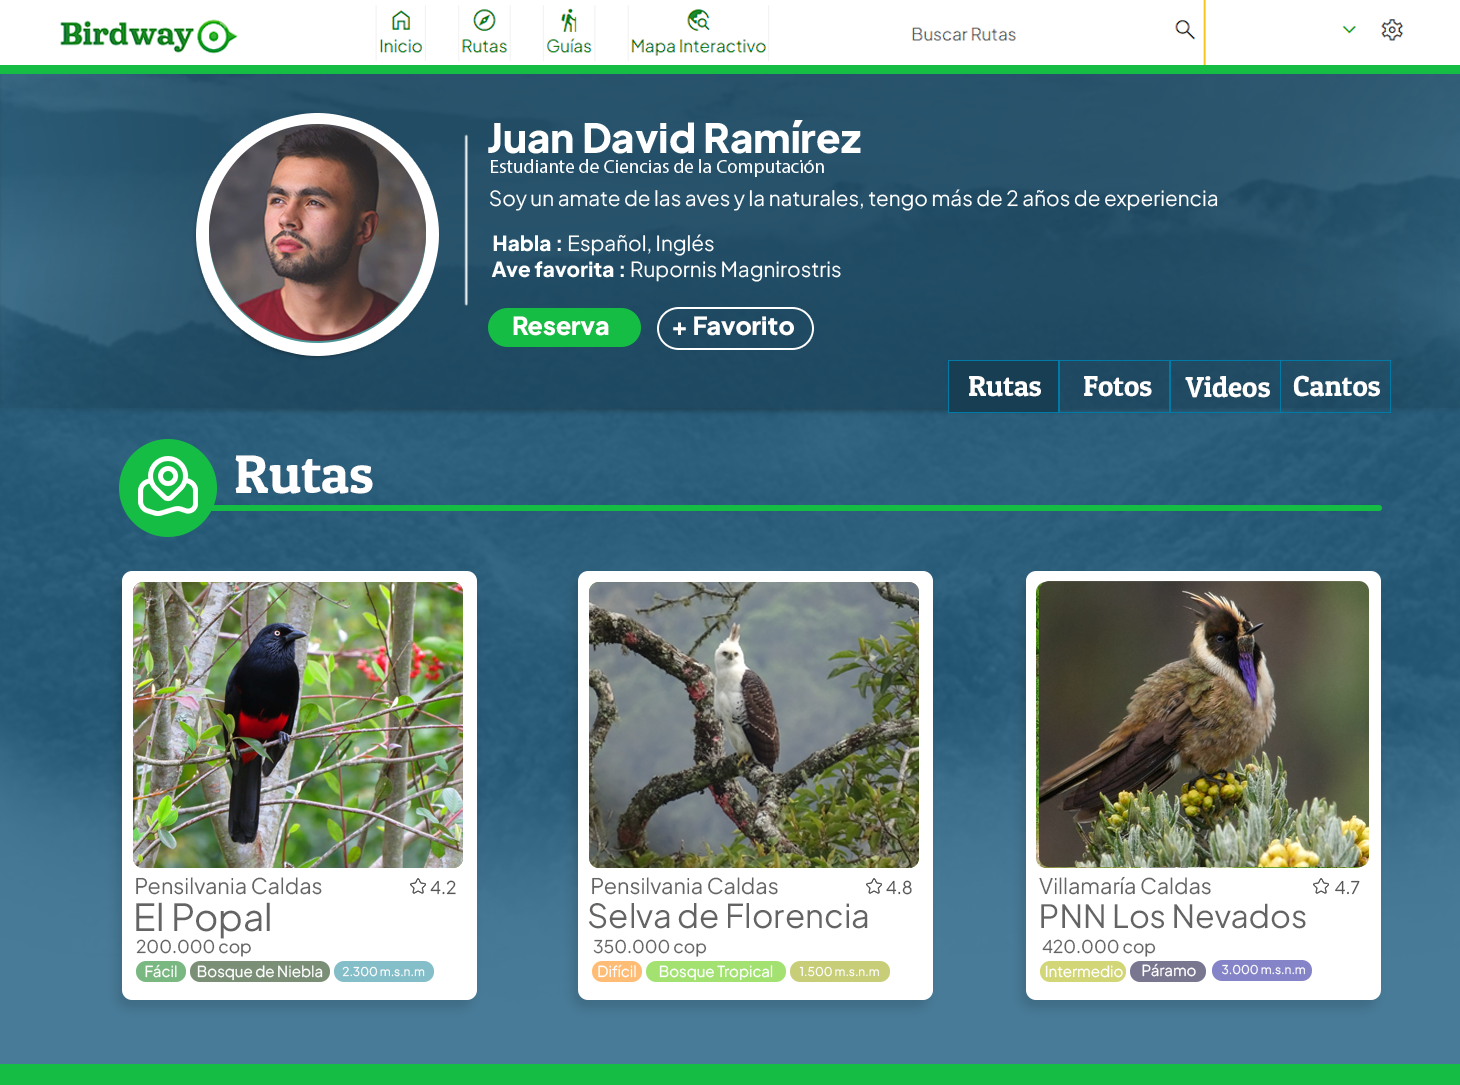 Birdway
Inicio
Rutas
Guías
Mapa Interactivo
Buscar Rutas
Juan David Ramírez
Estudiante de Ciencias de la Computación
Soy un amate de las aves y la naturales, tengo más de 2 años de experiencia
Habla : Español, Inglés
Ave favorita : Rupornis Magnirostris
Reserva
+ Favorito
Rutas
Fotos
Videos
Cantos
Rutas
Pensilvania Caldas
4.2
El Popal
200.000 cop
Fácil
Bosque de Niebla
2.300 m.s.n.m
Pensilvania Caldas
4.8
Selva de Florencia
350.000 cop
Difícil
Bosque Tropical
1.500 m.s.n.m
Villamaría Caldas
4.7
PNN Los Nevados
420.000 cop
Intermedio
Páramo
3.000 m.s.n.m